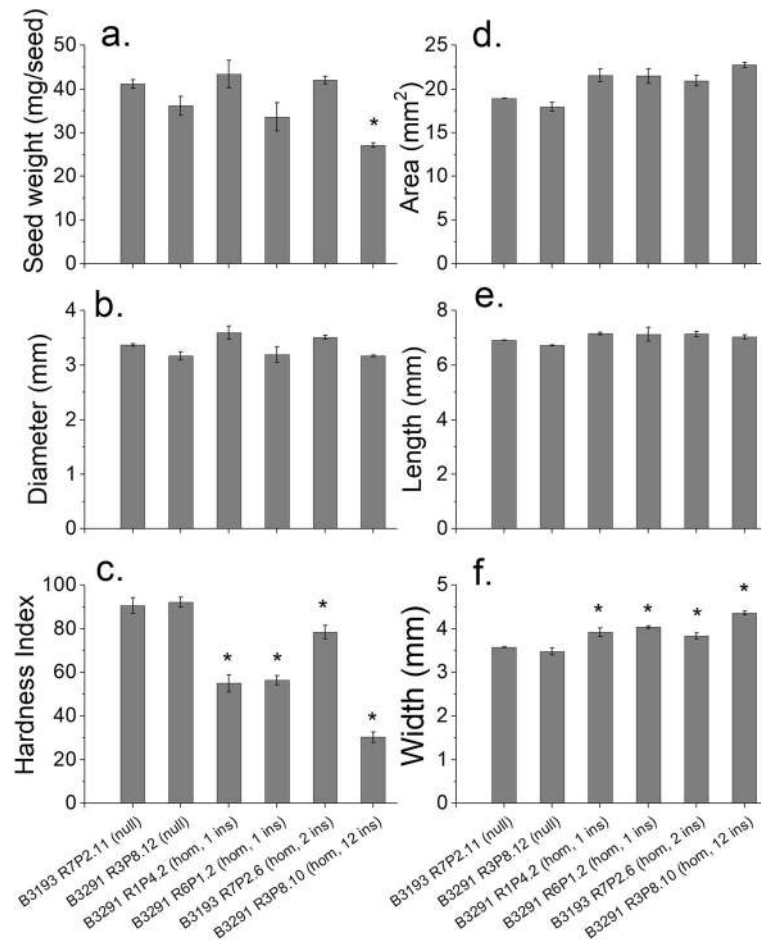 a.
Seed weight (mg/seed)
50
40
30
20
10
0
*
d.
Area (mm²)
25
22
19
16
13
10
b.
Diameter (mm)
4
3
2
1
0
e.
Length (mm)
8
6
4
2
0
c.
Hardness Index
100
80
60
40
20
0
*
*
*
*
f.
Width (mm)
5
4
3
2
1
0
*
*
*
*
B3193 R7P2.11 (null)
B3291 R3P8.12 (null)
B3291 R1P4.2 (hom, 1 ins)
B3291 R6P1.2 (hom, 1 ins)
B3193 R7P2.6 (hom, 2 ins)
B3291 R3P8.10 (hom, 12 ins)
B3193 R7P2.11 (null)
B3291 R3P8.12 (null)
B3291 R1P4.2 (hom, 1 ins)
B3291 R6P1.2 (hom, 1 ins)
B3193 R7P2.6 (hom, 2 ins)
B3291 R3P8.10 (hom, 12 ins)